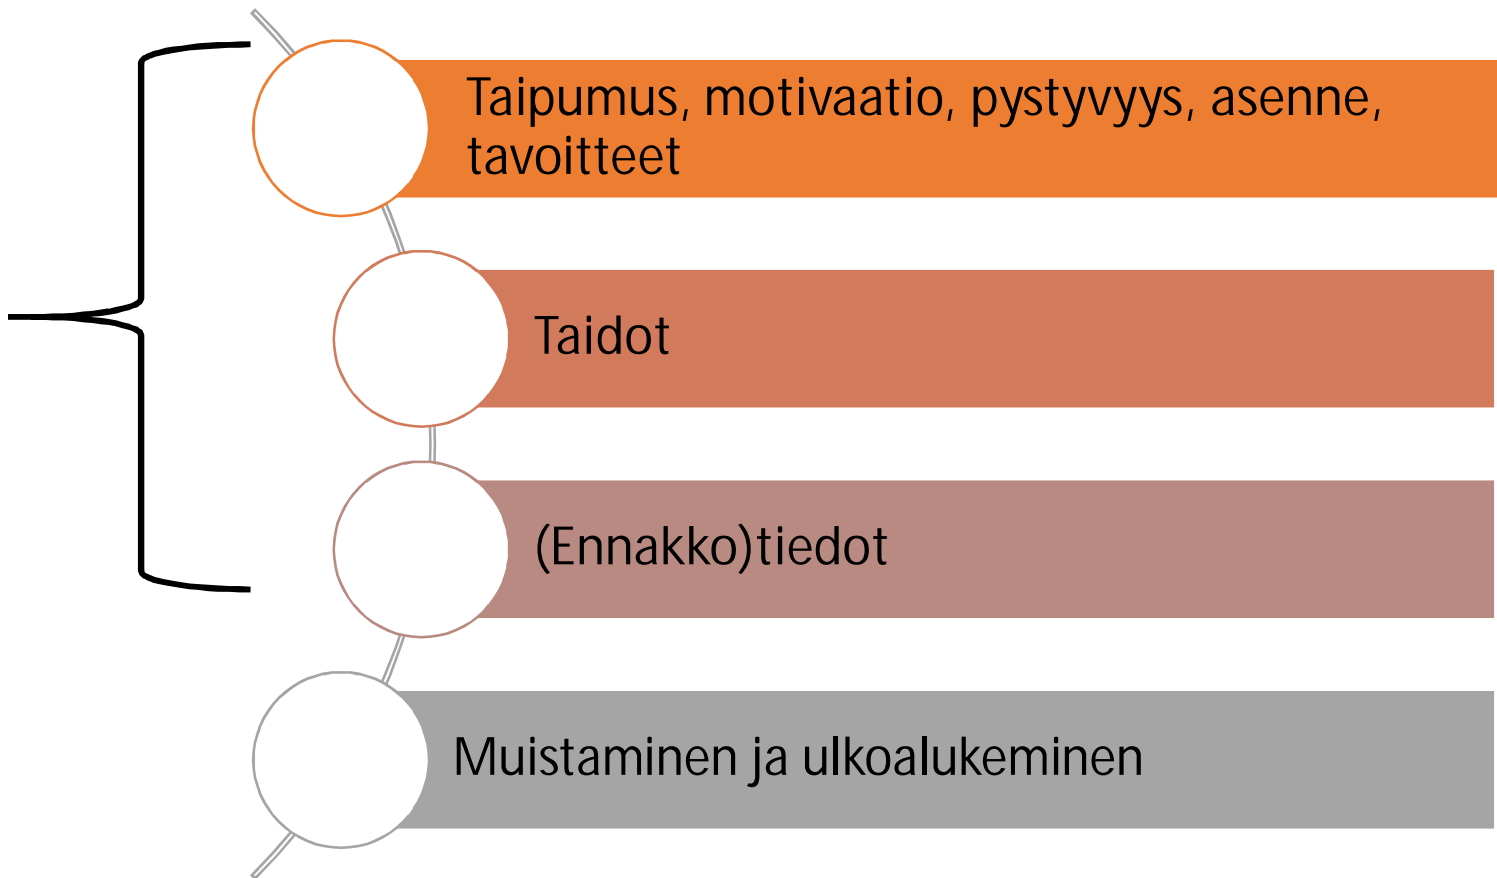 Taipumus, motivaatio, pystyvyys, asenne,
tavoitteet
Taidot
(Ennakko)tiedot
Muistaminen ja ulkoalukeminen